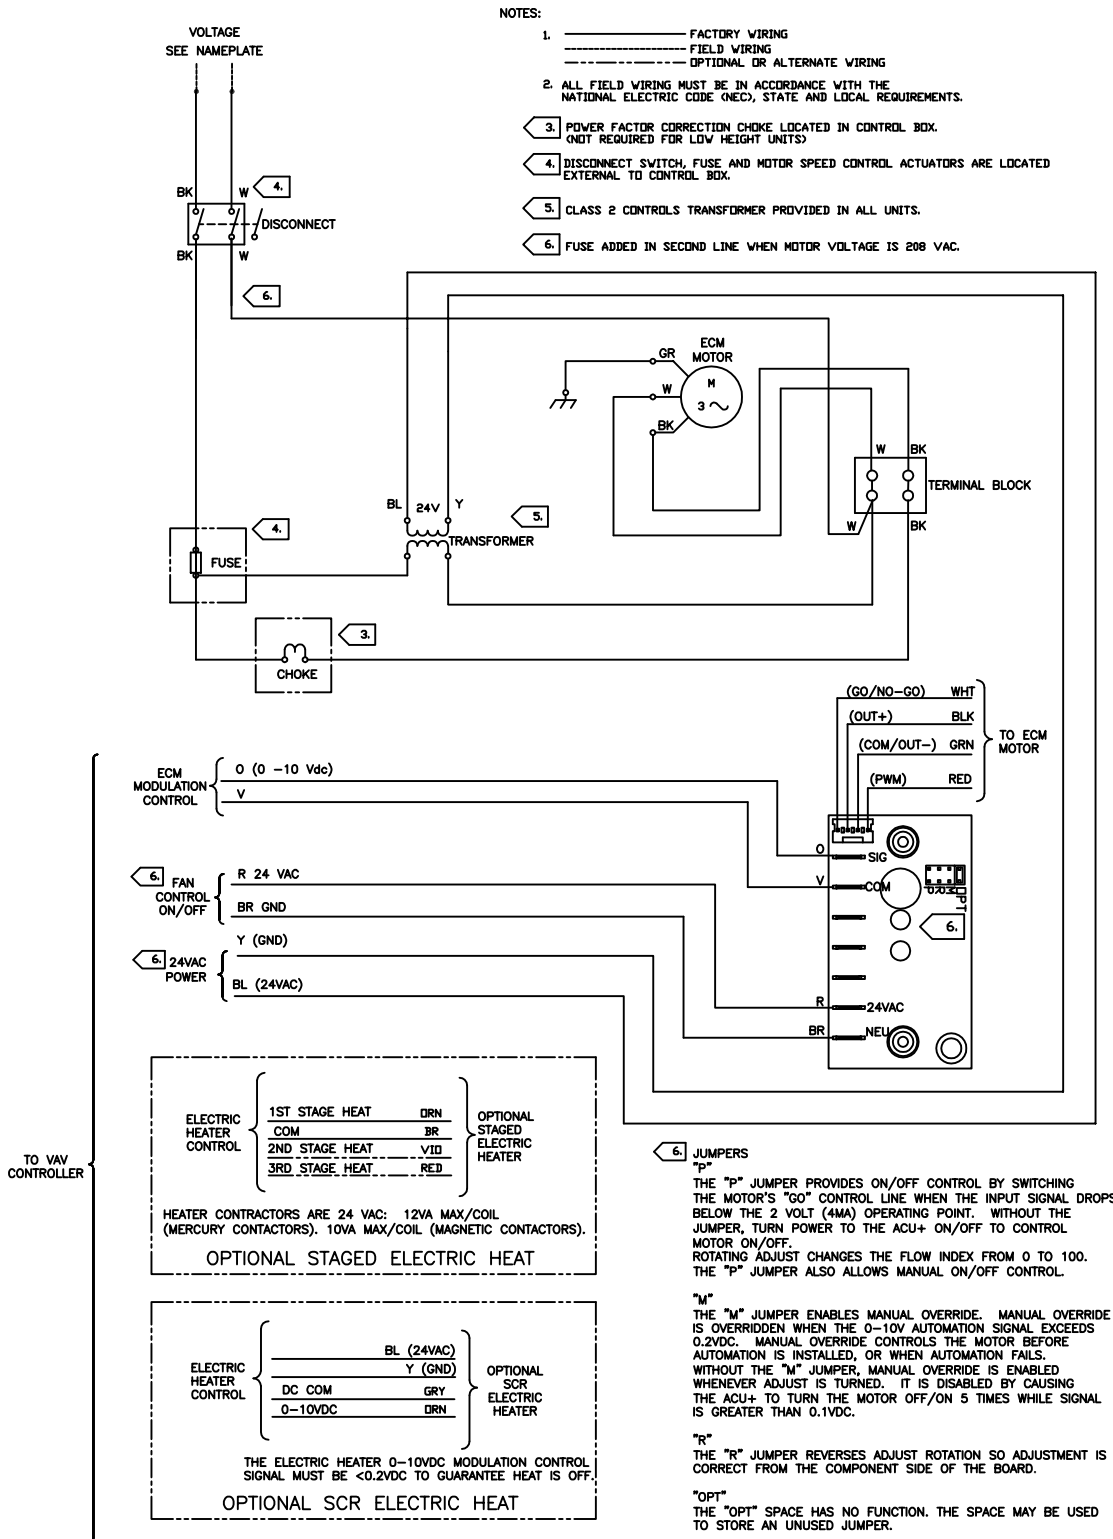 NOTES:
1. FACTORY WIRING
FIELD WIRING
OPTIONAL OR ALTERNATE WIRING
2. ALL FIELD WIRING MUST BE IN ACCORDANCE WITH THE
NATIONAL ELECTRIC CODE (NEC), STATE AND LOCAL REQUIREMENTS.
3. POWER FACTOR CORRECTION CHOKE LOCATED IN CONTROL BOX.
(NOT REQUIRED FOR LOW HEIGHT UNITS)
4. DISCONNECT SWITCH, FUSE AND MOTOR SPEED CONTROL ACTUATORS ARE LOCATED
EXTERNAL TO CONTROL BOX.
5. CLASS 2 CONTROLS TRANSFORMER PROVIDED IN ALL UNITS.
6. FUSE ADDED IN SECOND LINE WHEN MOTOR VOLTAGE IS 208 VAC.
VOLTAGE
SEE NAMEPLATE
BK W 4.
DISCONNECT
BK W
6.
ECM
MOTOR
GR
W
BK
M
3
W BK
TERMINAL BLOCK
W BK
BL 24V Y
5.
TRANSFORMER
4.
FUSE
3.
CHOKE
(GO/NO-GO) WHT
(OUT+) BLK
(COM/OUT-) GRN
(PWM) RED
TO ECM
MOTOR
ECM
MODULATION
CONTROL
O (0 -10 Vdc)
V
6. FAN
CONTROL
ON/OFF
R 24 VAC
BR GND
6. 24VAC
POWER
Y (GND)
BL (24VAC)
O SIG
V COM
P R M OPT
6.
R 24VAC
BR NEU
TO VAV
CONTROLLER
ELECTRIC
HEATER
CONTROL
1ST STAGE HEAT ORN
COM BR
2ND STAGE HEAT VIO
3RD STAGE HEAT RED
OPTIONAL
STAGED
ELECTRIC
HEATER
HEATER CONTRACTORS ARE 24 VAC: 12VA MAX/COIL
(MERCURY CONTACTORS). 10VA MAX/COIL (MAGNETIC CONTACTORS).
OPTIONAL STAGED ELECTRIC HEAT
ELECTRIC
HEATER
CONTROL
BL (24VAC)
Y (GND)
DC COM GRY
0-10VDC ORN
OPTIONAL
SCR
ELECTRIC
HEATER
THE ELECTRIC HEATER 0-10VDC MODULATION CONTROL
SIGNAL MUST BE <0.2VDC TO GUARANTEE HEAT IS OFF.
OPTIONAL SCR ELECTRIC HEAT
6. JUMPERS
"P"
THE "P" JUMPER PROVIDES ON/OFF CONTROL BY SWITCHING
THE MOTOR'S "GO" CONTROL LINE WHEN THE INPUT SIGNAL DROPS
BELOW THE 2 VOLT (4MA) OPERATING POINT. WITHOUT THE
JUMPER, TURN POWER TO THE ACU+ ON/OFF TO CONTROL
MOTOR ON/OFF.
ROTATING ADJUST CHANGES THE FLOW INDEX FROM 0 TO 100.
THE "P" JUMPER ALSO ALLOWS MANUAL ON/OFF CONTROL.
"M"
THE "M" JUMPER ENABLES MANUAL OVERRIDE. MANUAL OVERRIDE
IS OVERRIDDEN WHEN THE 0-10V AUTOMATION SIGNAL EXCEEDS
0.2VDC. MANUAL OVERRIDE CONTROLS THE MOTOR BEFORE
AUTOMATION IS INSTALLED, OR WHEN AUTOMATION FAILS.
WITHOUT THE "M" JUMPER, MANUAL OVERRIDE IS ENABLED
WHENEVER ADJUST IS TURNED. IT IS DISABLED BY CAUSING
THE ACU+ TO TURN THE MOTOR OFF/ON 5 TIMES WHILE SIGNAL
IS GREATER THAN 0.1VDC.
"R"
THE "R" JUMPER REVERSES ADJUST ROTATION SO ADJUSTMENT IS
CORRECT FROM THE COMPONENT SIDE OF THE BOARD.
"OPT"
THE "OPT" SPACE HAS NO FUNCTION. THE SPACE MAY BE USED
TO STORE AN UNUSED JUMPER.